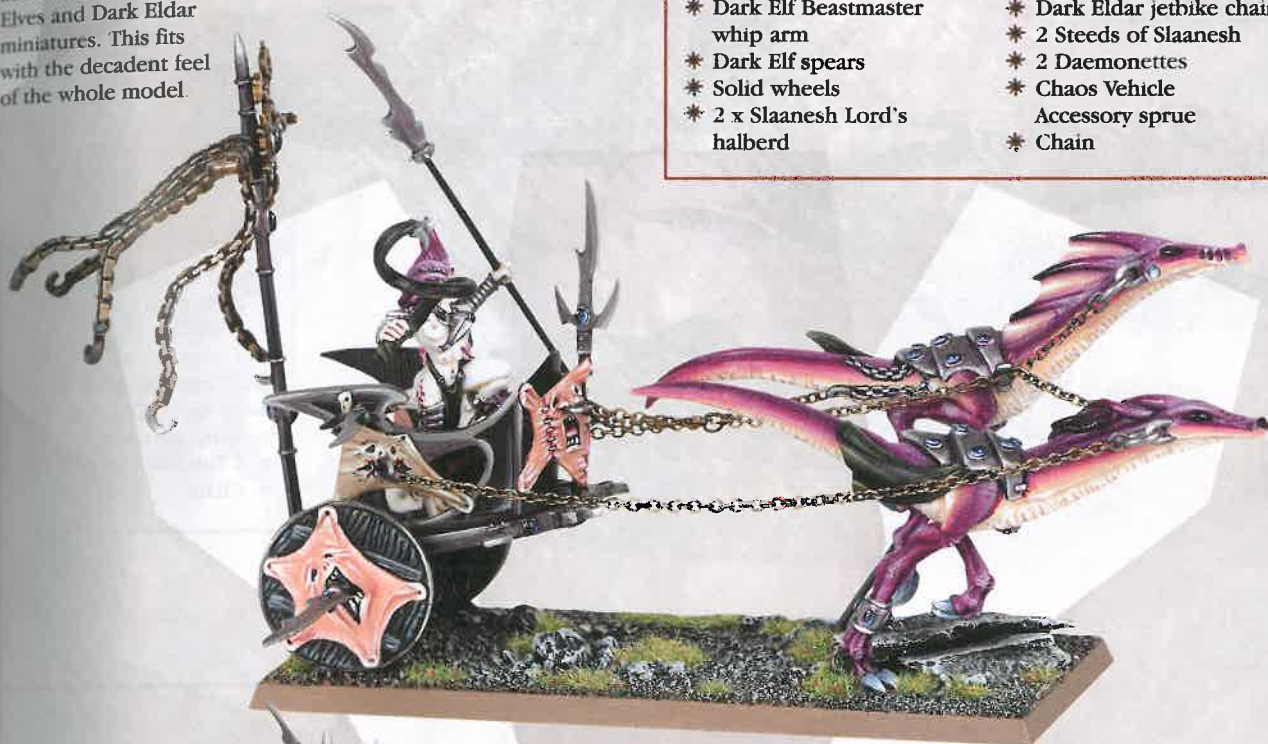 Elves and Dark Eldar
miniatures. This fits
with the decadent feel
of the whole model.
Dark Elf Beastmaster
whip arm
Dark Elf spears
Solid wheels
2 x Slaanesh Lord's
halberd
Dark Eldar jetbike chain
2 Steeds of Slaanesh
2 Daemonettes
Chaos Vehicle
Accessory sprue
Chain